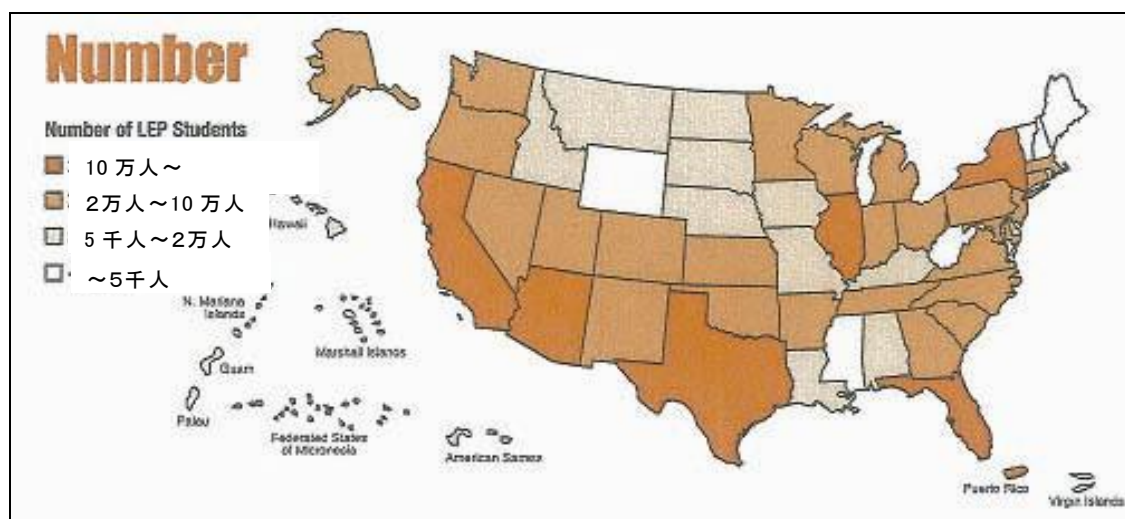 Number
Number of LEP Students
10 万人～
２万人～10 万人
５千人～２万人
～５千人
Hawaii
N. Mariana
Islands
Marshall Islands
Guam
Palau
Federated States
of Micronesia
American Samoa
Puerto Rico
Virgin Islands